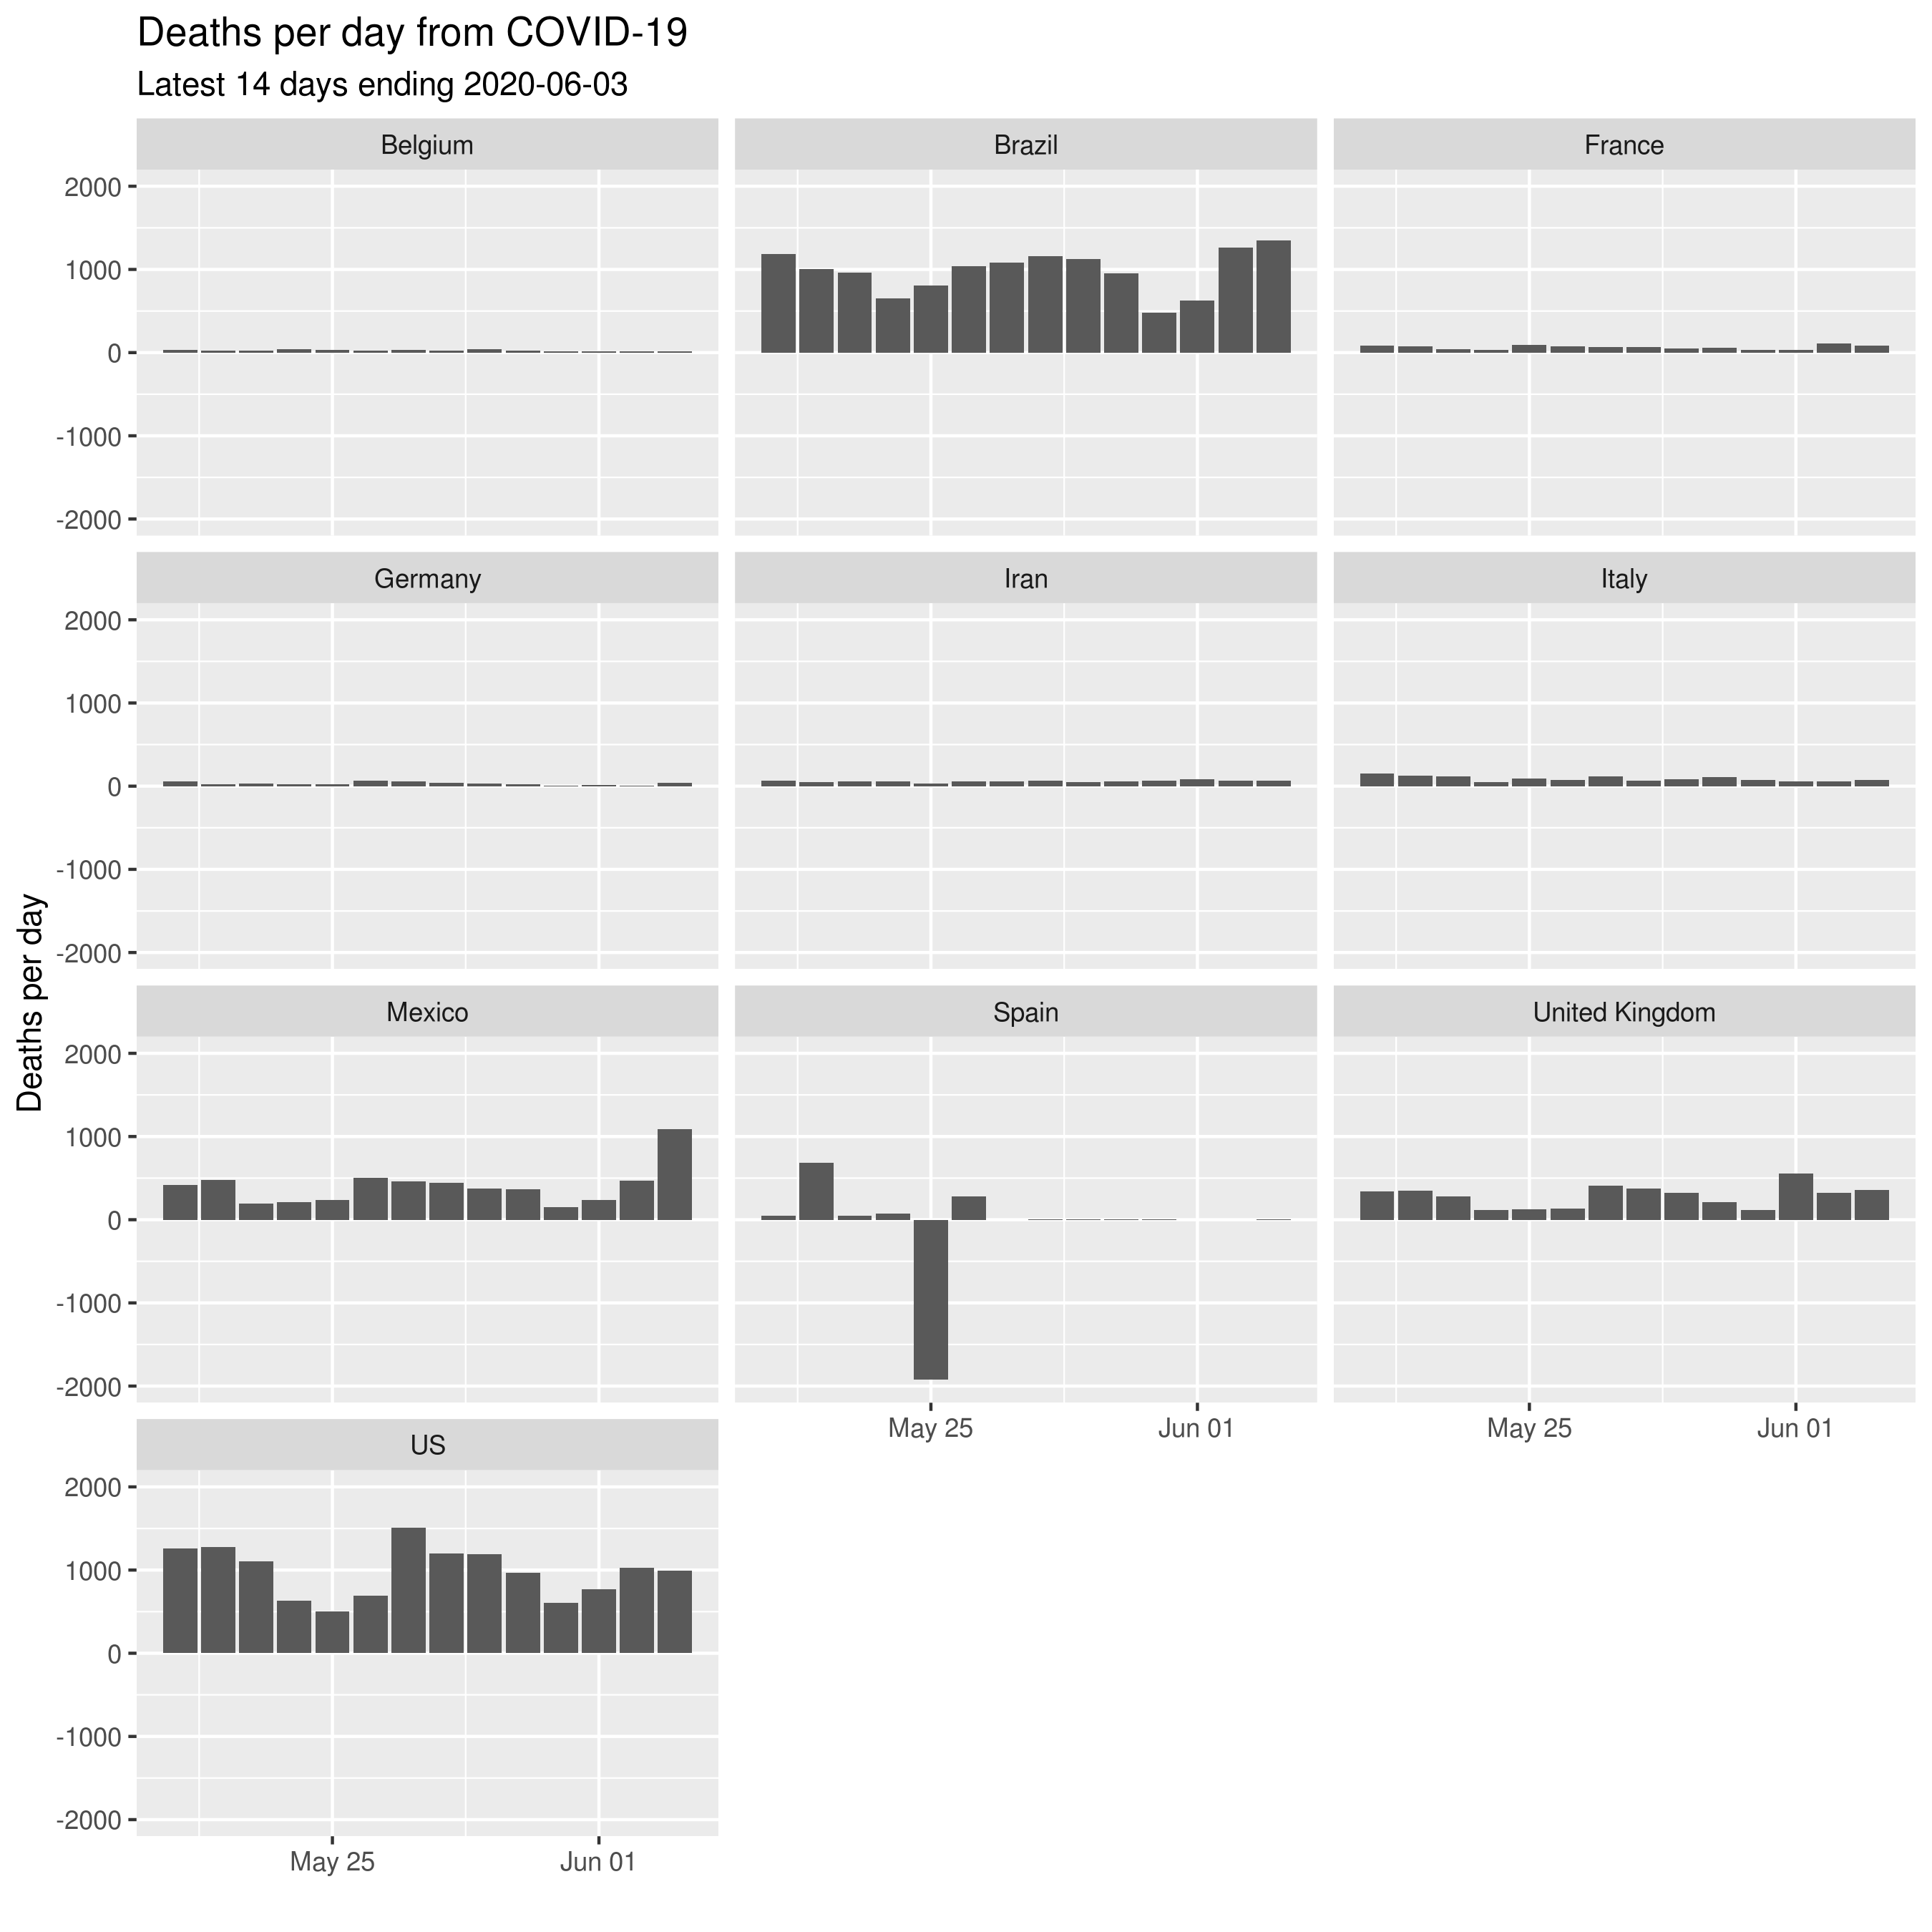 Deaths per day from COVID-19
Latest 14 days ending 2020-06-03
Belgium
Brazil
France
2000
1000
0
-1000
-2000
Germany
Iran
Italy
2000
1000
0
-1000
-2000
Deaths per day
Mexico
Spain
United Kingdom
2000
1000
0
-1000
-2000
May 25
Jun 01
May 25
Jun 01
US
2000
1000
0
-1000
-2000
May 25
Jun 01